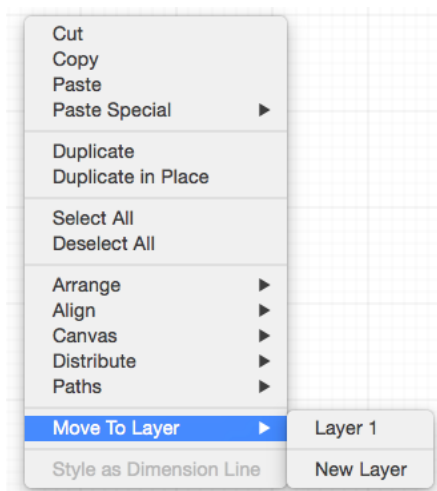 Cut
Copy
Paste
Paste Special
Duplicate
Duplicate in Place
Select All
Deselect All
Arrange
Align
Canvas
Distribute
Paths
Move To Layer
Layer 1
Style as Dimension Line
New Layer